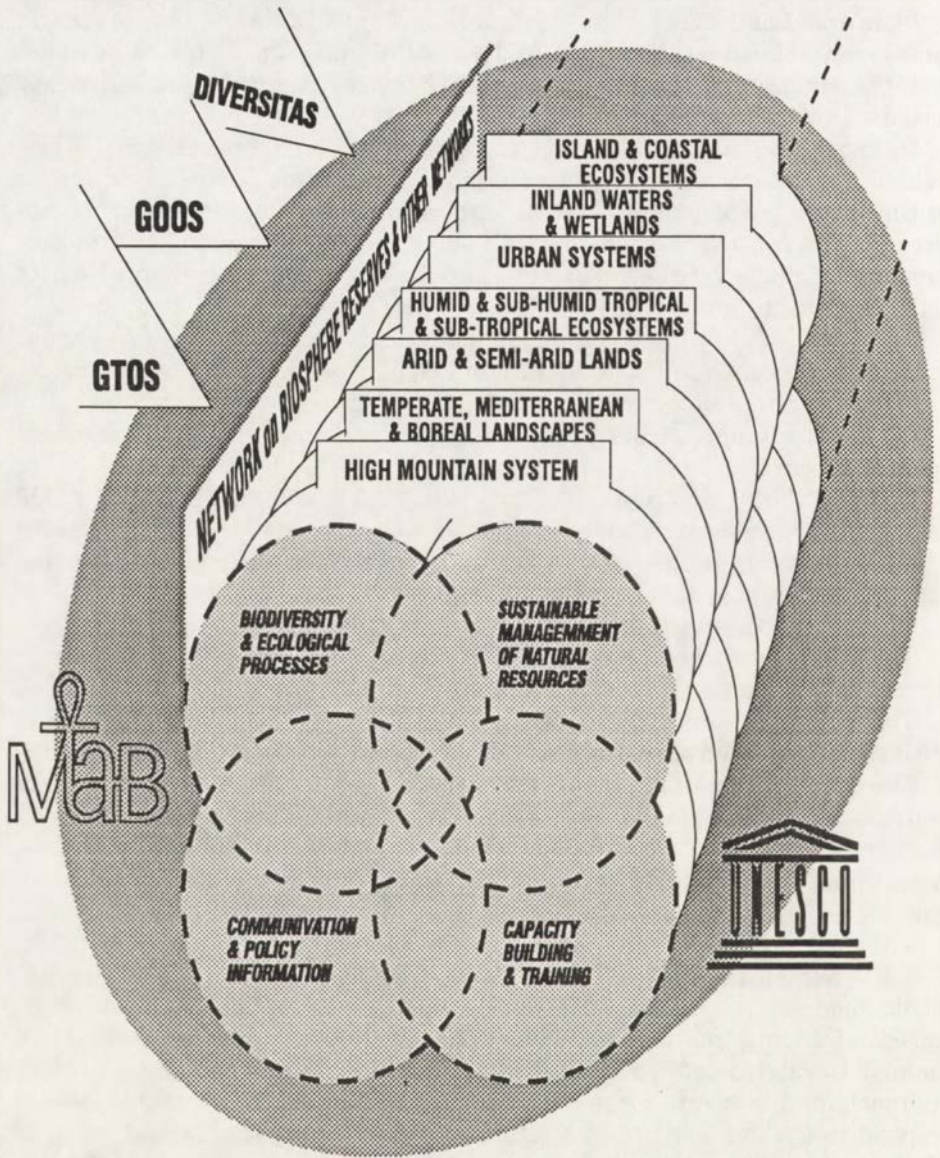 DIVERSITAS
GOOS
GTOS
NETWORK on BIOSPHERE RESERVES & OTHER NETWORKS
ISLAND & COASTAL
ECOSYSTEMS
INLAND WATERS
& WETLANDS
URBAN SYSTEMS
HUMID & SUB-HUMID TROPICAL
& SUB-TROPICAL ECOSYSTEMS
ARID & SEMI-ARID LANDS
TEMPERATE, MEDITERRANEAN
& BOREAL LANDSCAPES
HIGH MOUNTAIN SYSTEM
BIODIVERSITY
& ECOLOGICAL
PROCESSES
SUSTAINABLE
MANAGEMMENT
OF NATURAL
RESOURCES
MaB
COMMUNIVATION
& POLICY
INFORMATION
CAPACITY
BUILDING
& TRAINING
UNESCO